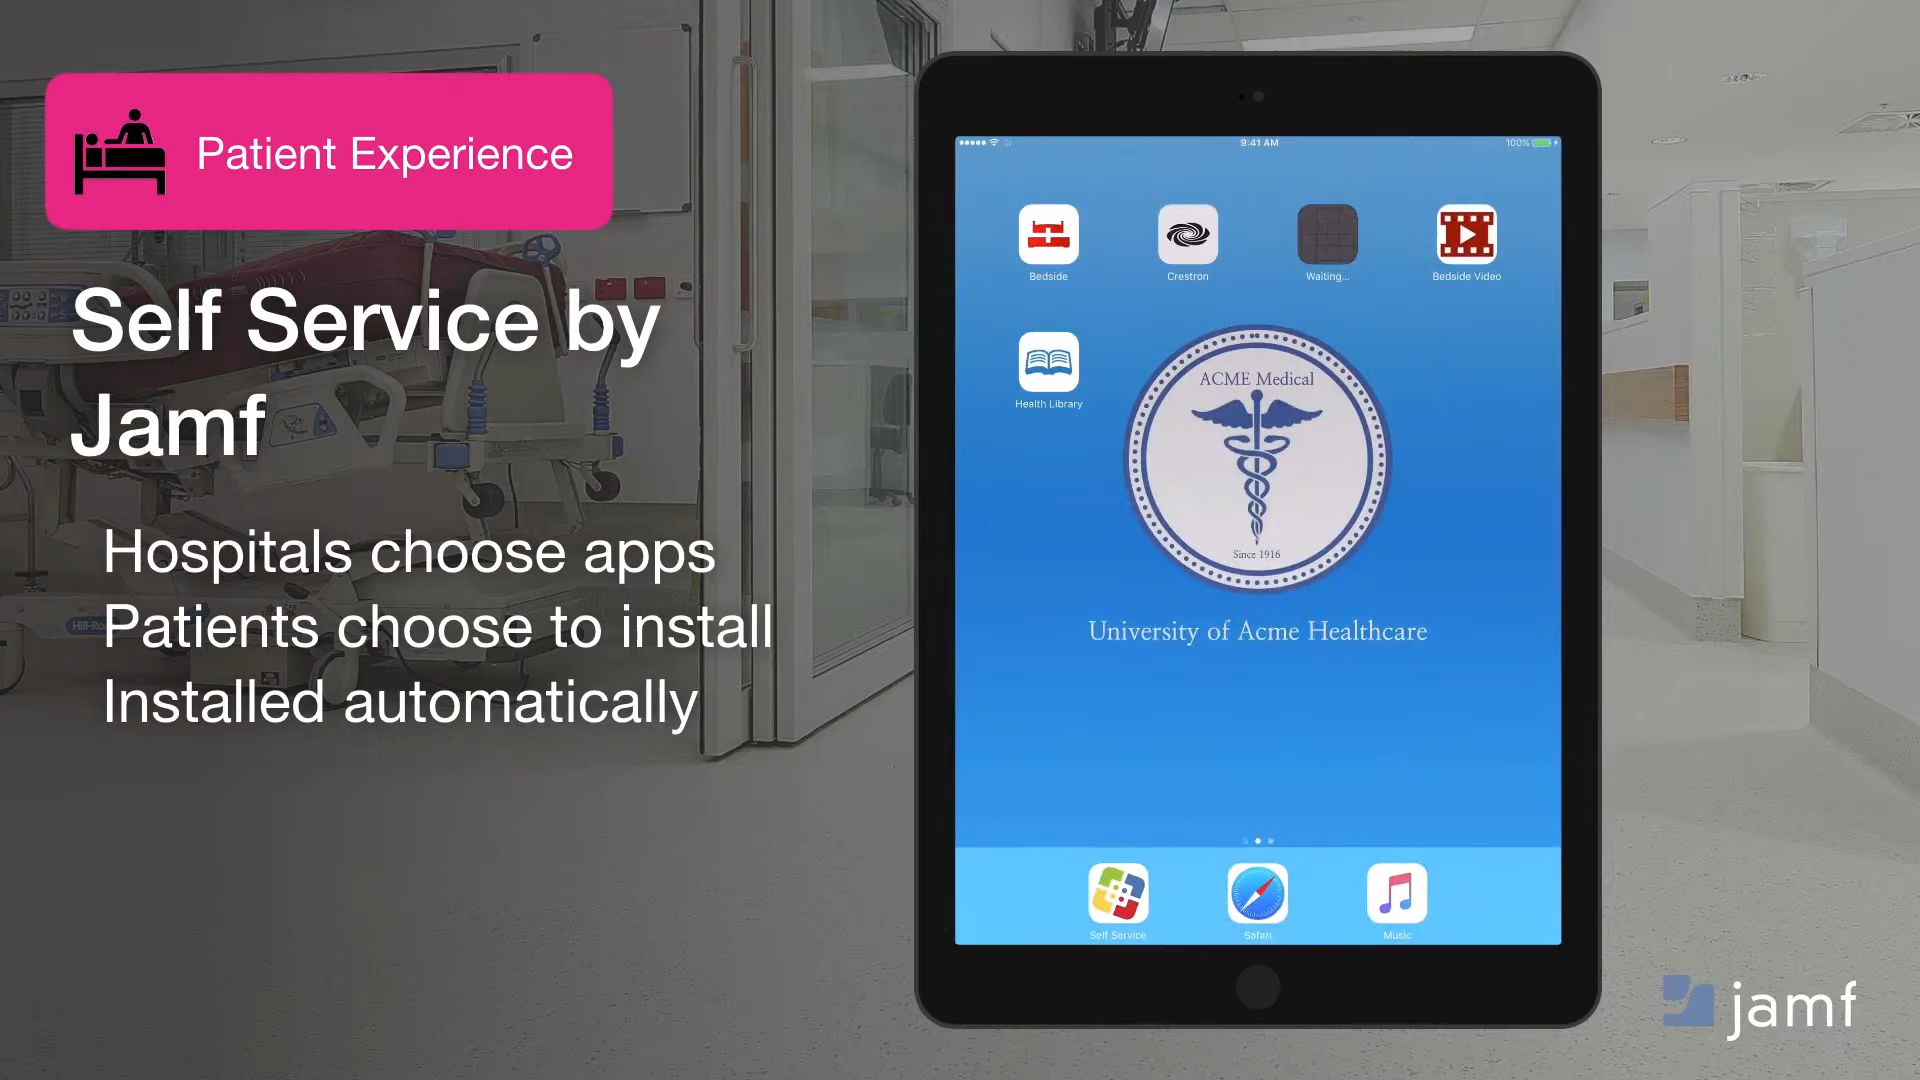 Patient Experience
Self Service by
Jamf
Hospitals choose apps
Patients choose to install
Installed automatically
9:41 AM
100%
Bedside
Crestron
Waiting...
Bedside Video
Health Library
ACME Medical
Since 1916
University of Acme Healthcare
Self Service
Safari
Music
jamf